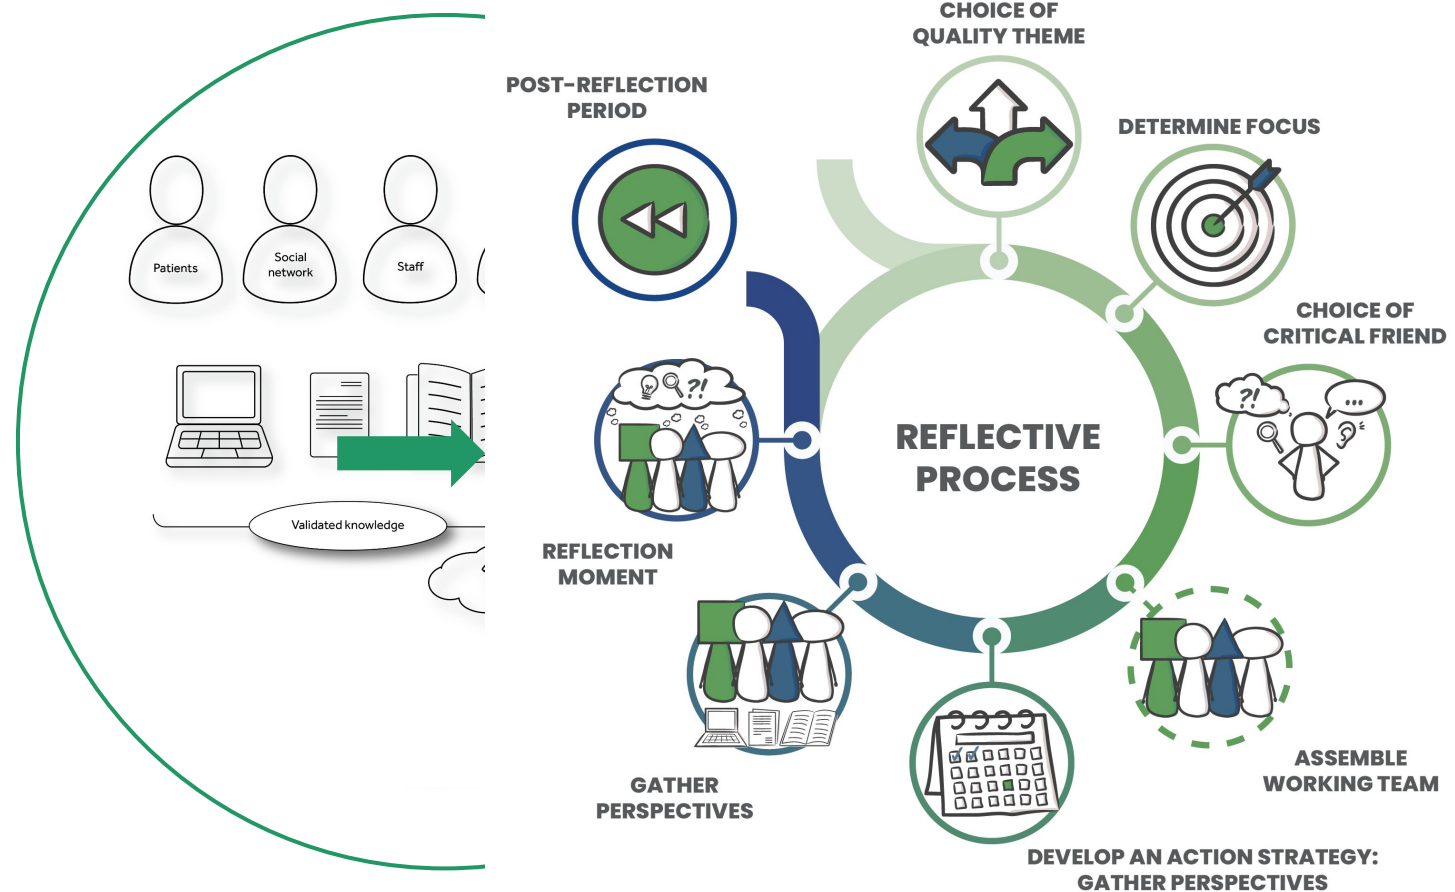 Patients
Social
network
Staff
Validated knowledge
CHOICE OF
QUALITY THEME
POST-REFLECTION
PERIOD
DETERMINE FOCUS
CHOICE OF
CRITICAL FRIEND
?!
...
?!
REFLECTIVE
PROCESS
REFLECTION
MOMENT
GATHER
PERSPECTIVES
ASSEMBLE
WORKING TEAM
DEVELOP AN ACTION STRATEGY:
GATHER PERSPECTIVES